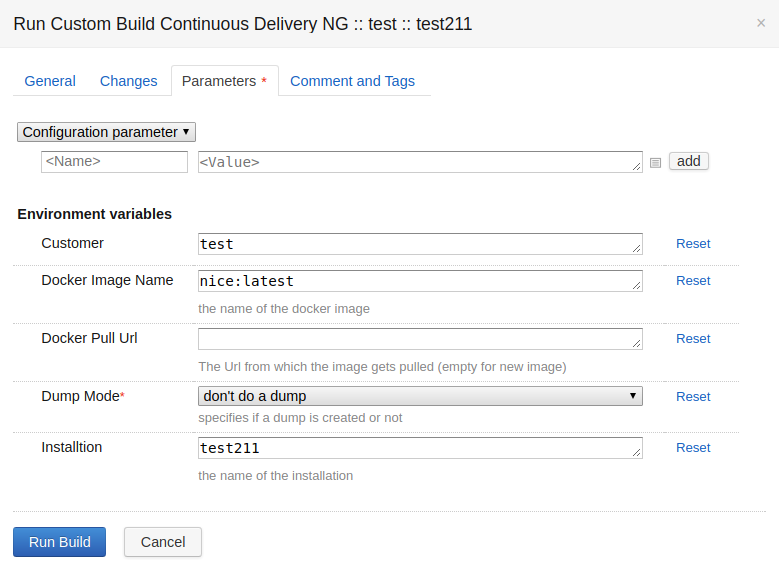 Run Custom Build Continuous Delivery NG :: test :: test211 ×
General Changes Parameters * Comment and Tags
Configuration parameter ▼
<Name> <Value> add
Environment variables
Customer test Reset
Docker Image Name nice:latest Reset
the name of the docker image
Docker Pull Url Reset
The Url from which the image gets pulled (empty for new image)
Dump Mode* don't do a dump ▼ Reset
specifies if a dump is created or not
Installtion test211 Reset
the name of the installation
Run Build Cancel